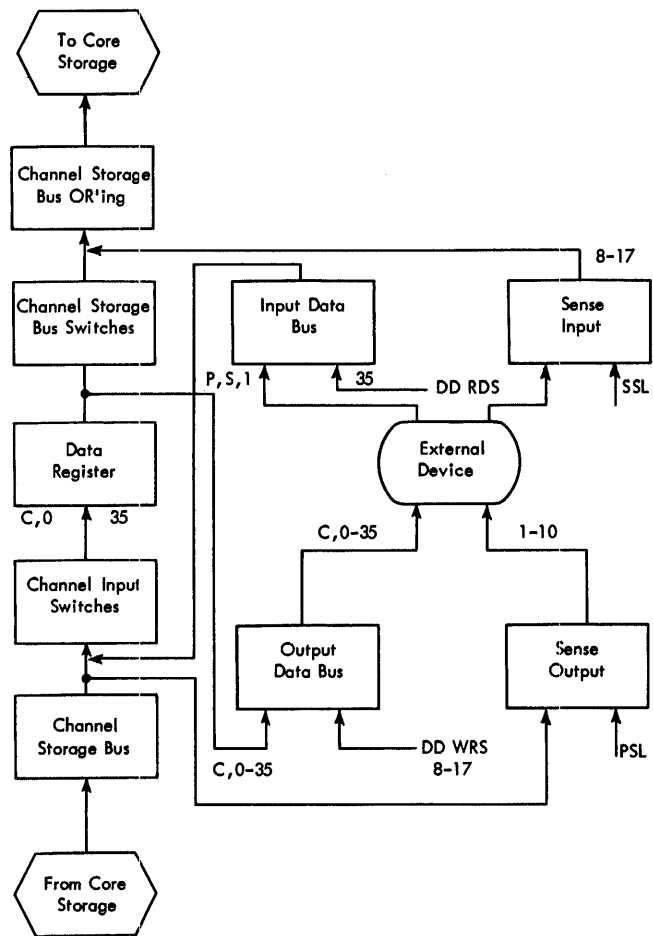 To Core
Storage
Channel Storage
Bus OR'ing
8-17
Channel Storage
Bus Switches
Input Data
Bus
Sense
Input
P,S,1
35
DD RDS
SSL
Data
Register
External
Device
C,0
35
C,0-35
1-10
Channel Input
Switches
Output
Data Bus
Sense
Output
Channel
Storage Bus
DD WRS
PSL
C,0-35
8-17
From Core
Storage